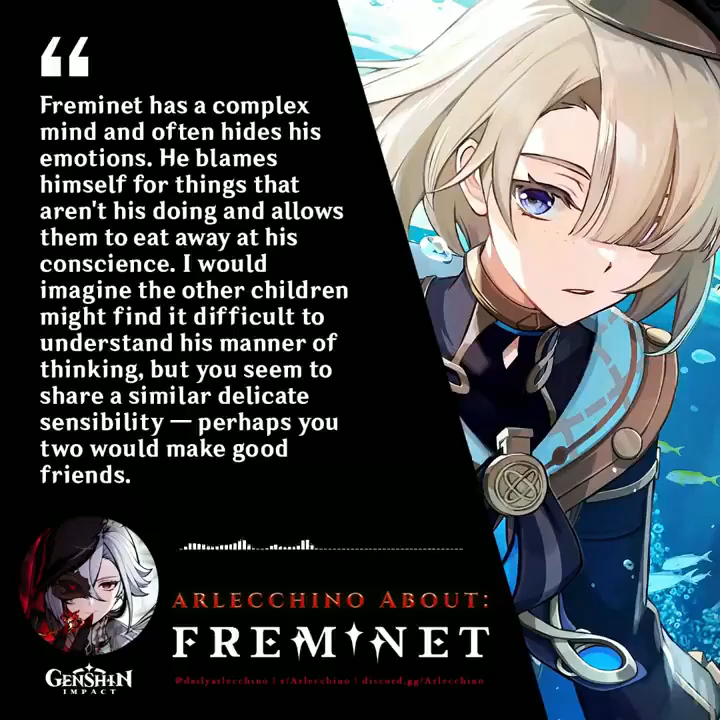 “
Freminet has a complex
mind and often hides his
emotions. He blames
himself for things that
aren't his doing and allows
them to eat away at his
conscience. I would
imagine the other children
might find it difficult to
understand his manner of
thinking, but you seem to
share a similar delicate
sensibility — perhaps you
two would make good
friends.
ARLECCHINO ABOUT:
FREMINET
GENSHIN
IMPACT
@dailyarlecchino | r/Arlecchino | discord.gg/Arlecchino